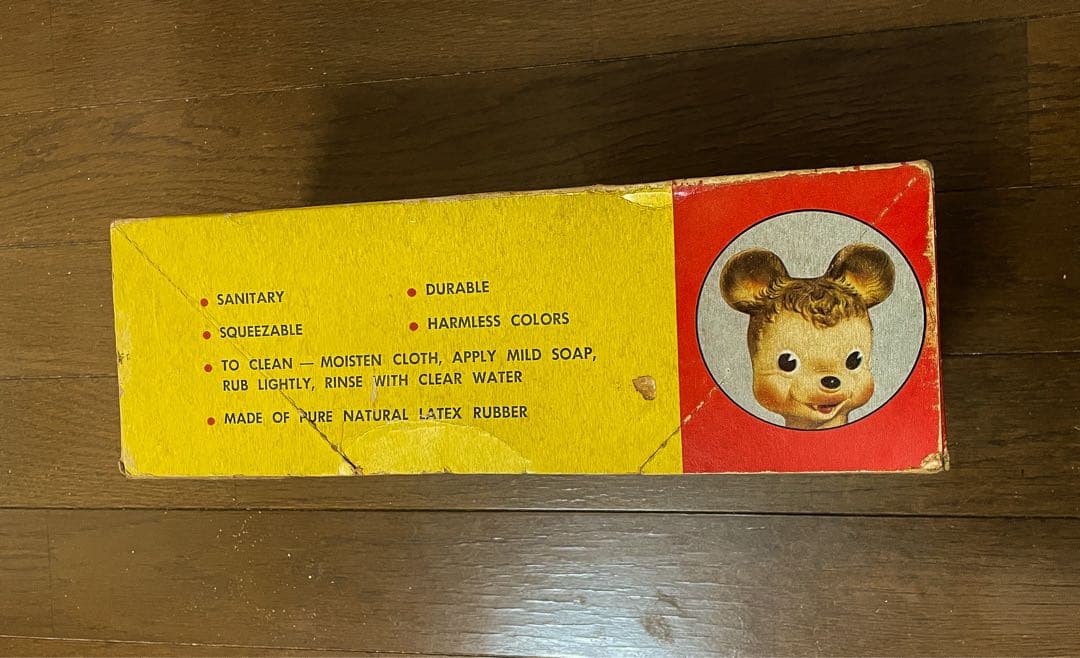 • SANITARY
• DURABLE
• SQUEEZABLE
• HARMLESS COLORS
• TO CLEAN — MOISTEN CLOTH, APPLY MILD SOAP,
RUB LIGHTLY, RINSE WITH CLEAR WATER
• MADE OF PURE NATURAL LATEX RUBBER